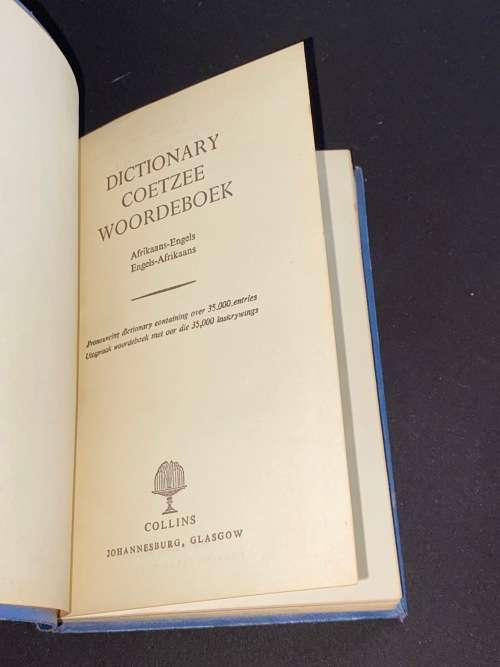 DICTIONARY
COETZEE
WOORDEBOEK
Afrikaans-Engels
Engels-Afrikaans
Pronouncing dictionary containing over 35,000 entries
Uitspraak woordeboek met oor die 35,000 inskrywings
COLLINS
JOHANNESBURG, GLASGOW